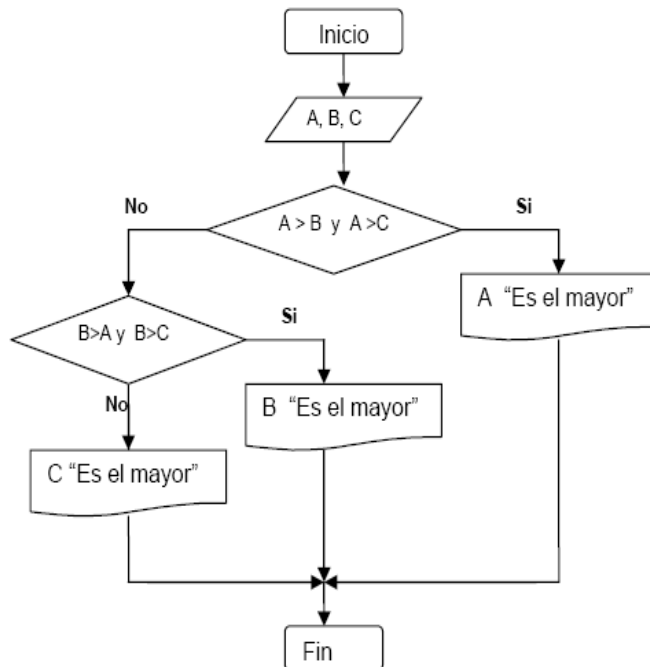 Inicio
A, B, C
No
A > B y A >C
Si
A “Es el mayor”
B>A y B>C
Si
No
B “Es el mayor”
C “Es el mayor”
Fin